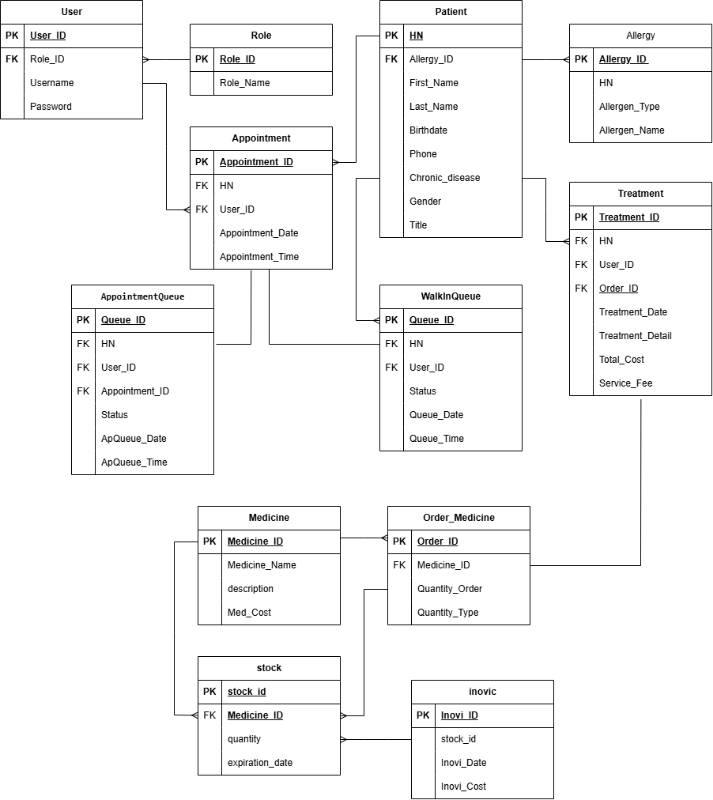 User
PK User_ID
FK Role_ID
Username
Password
Role
PK Role_ID
Role_Name
Patient
PK HN
FK Allergy_ID
First_Name
Last_Name
Birthdate
Phone
Chronic_disease
Gender
Title
Allergy
PK Allergy_ID
HN
Allergen_Type
Allergen_Name
Appointment
PK Appointment_ID
FK HN
FK User_ID
Appointment_Date
Appointment_Time
Treatment
PK Treatment_ID
FK HN
FK User_ID
FK Order_ID
Treatment_Date
Treatment_Detail
Total_Cost
Service_Fee
AppointmentQueue
PK Queue_ID
FK HN
FK User_ID
FK Appointment_ID
Status
ApQueue_Date
ApQueue_Time
WalkInQueue
PK Queue_ID
FK HN
FK User_ID
Status
Queue_Date
Queue_Time
Medicine
PK Medicine_ID
Medicine_Name
description
Med_Cost
Order_Medicine
PK Order_ID
FK Medicine_ID
Quantity_Order
Quantity_Type
stock
PK stock_id
FK Medicine_ID
quantity
expiration_date
inovic
PK Inovi_ID
stock_id
Inovi_Date
Inovi_Cost